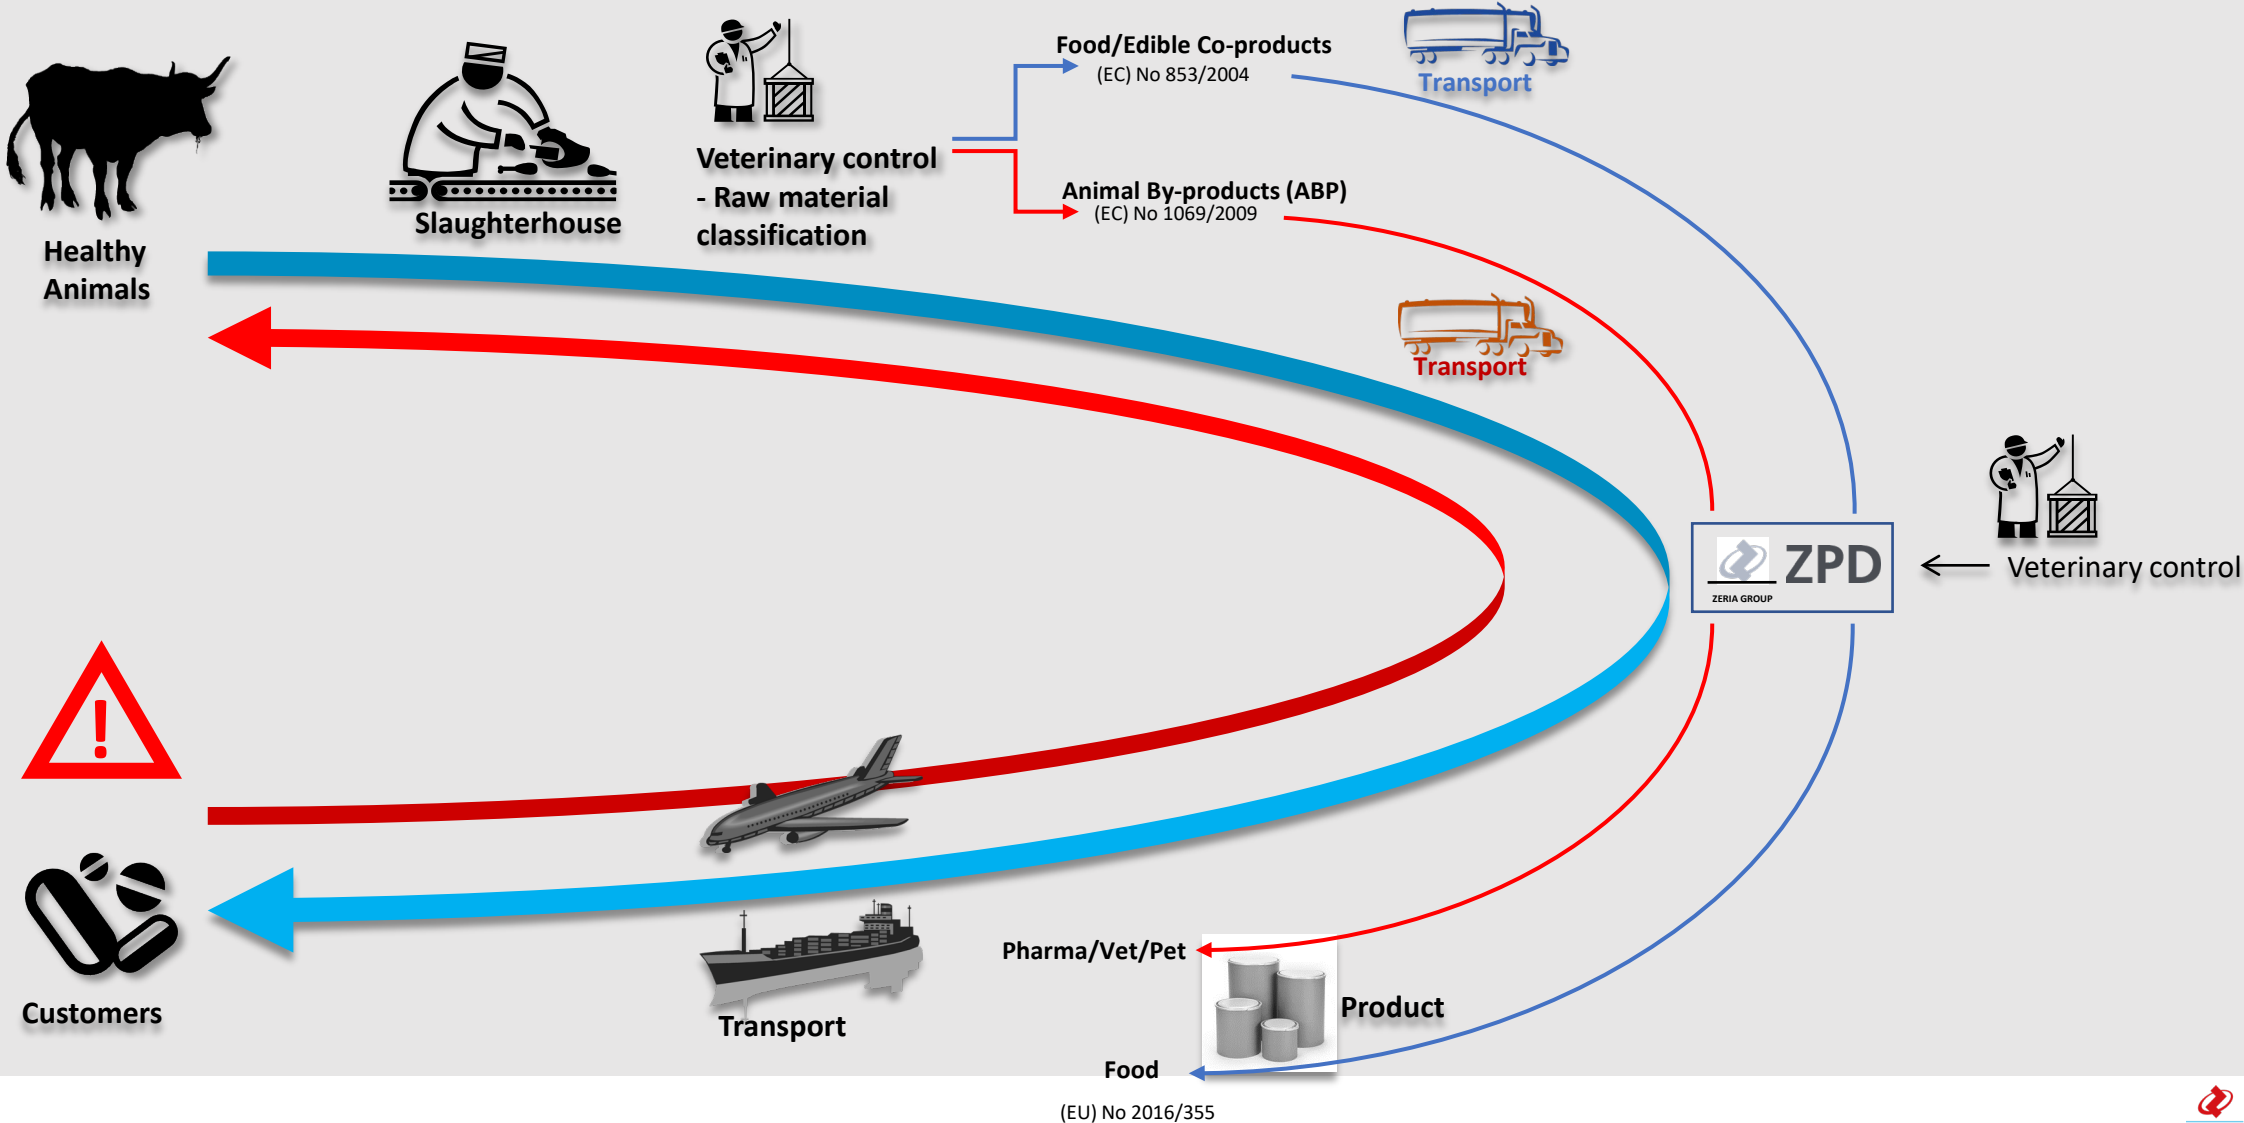 Food/Edible Co-products
(EC) No 853/2004
Transport
Veterinary control
- Raw material
classification
Animal By-products (ABP)
(EC) No 1069/2009
Slaughterhouse
Healthy
Animals
Transport
ZPD
ZERIA GROUP
Veterinary control
!
Pharma/Vet/Pet
Product
Customers
Transport
Food
(EU) No 2016/355